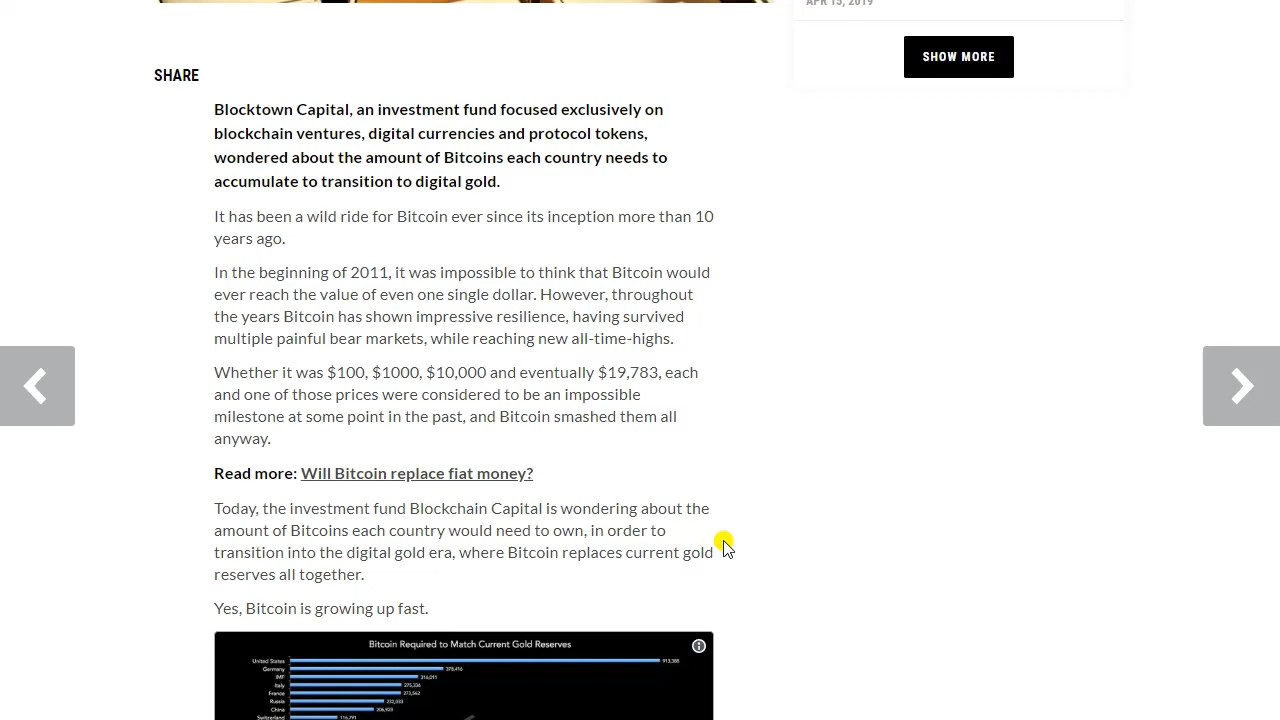 APR 15, 2019
SHOW MORE
SHARE
Blocktown Capital, an investment fund focused exclusively on
blockchain ventures, digital currencies and protocol tokens,
wondered about the amount of Bitcoins each country needs to
accumulate to transition to digital gold.
It has been a wild ride for Bitcoin ever since its inception more than 10
years ago.
In the beginning of 2011, it was impossible to think that Bitcoin would
ever reach the value of even one single dollar. However, throughout
the years Bitcoin has shown impressive resilience, having survived
multiple painful bear markets, while reaching new all-time-highs.
Whether it was $100, $1000, $10,000 and eventually $19,783, each
and one of those prices were considered to be an impossible
milestone at some point in the past, and Bitcoin smashed them all
anyway.
Read more: Will Bitcoin replace fiat money?
Today, the investment fund Blockchain Capital is wondering about the
amount of Bitcoins each country would need to own, in order to
transition into the digital gold era, where Bitcoin replaces current gold
reserves all together.
Yes, Bitcoin is growing up fast.
Bitcoin Required to Match Current Gold Reserves
United States
Germany 378,416
IMF
Italy
France 273,562
Russia
China 206,923
Switzerland 116,791